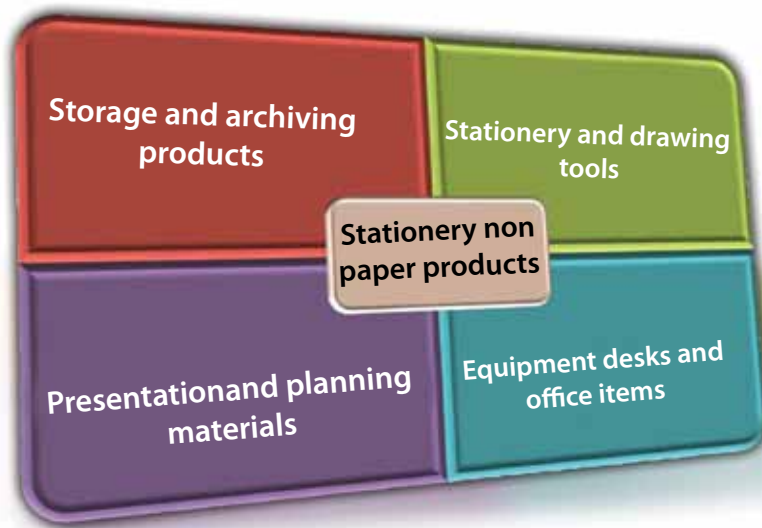 Storage and archiving
products
Stationery and drawing
tools
Stationery non
paper products
Presentationand planning
materials
Equipment desks and
office items